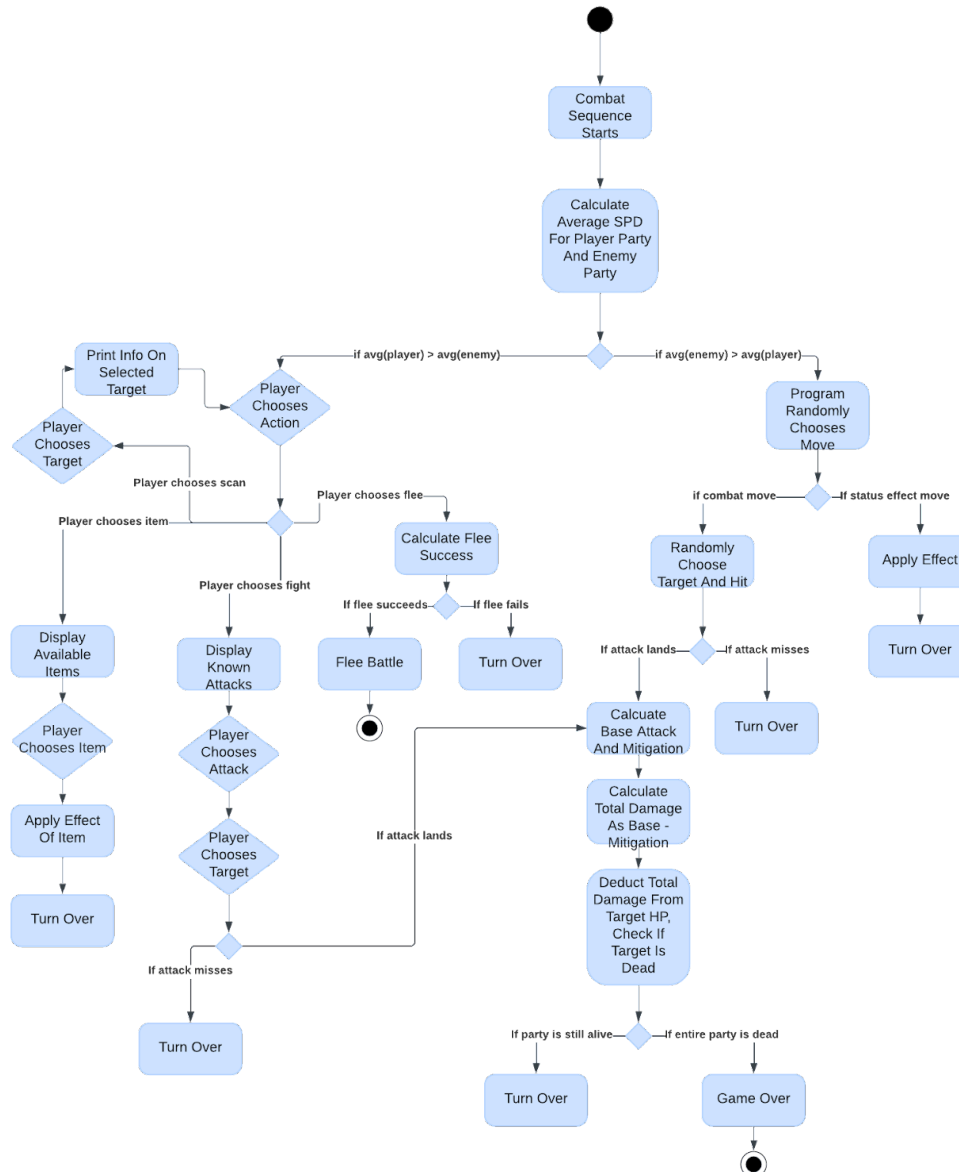 Combat
Sequence
Starts
Calculate
Average SPD
For Player Party
And Enemy
Party
if avg(player) > avg(enemy)
if avg(enemy) > avg(player)
Print Info On
Selected
Target
Player
Chooses
Action
Program
Randomly
Chooses
Move
Player
Chooses
Target
Player chooses scan
Player chooses flee
if combat move
If status effect move
Player chooses item
Calculate Flee
Success
Randomly
Choose
Target And Hit
Apply Effect
Player chooses fight
If flee succeeds
If flee fails
Display
Available
Items
Display
Known
Attacks
Flee Battle
Turn Over
If attack lands
If attack misses
Turn Over
Player
Chooses Item
Player
Chooses
Attack
Calcuate
Base Attack
And Mitigation
Turn Over
Apply Effect
Of Item
Player
Chooses
Target
If attack lands
Calculate
Total Damage
As Base -
Mitigation
Turn Over
Deduct Total
Damage From
Target HP,
Check If
Target Is
Dead
If attack misses
Turn Over
If party is still alive
If entire party is dead
Turn Over
Game Over